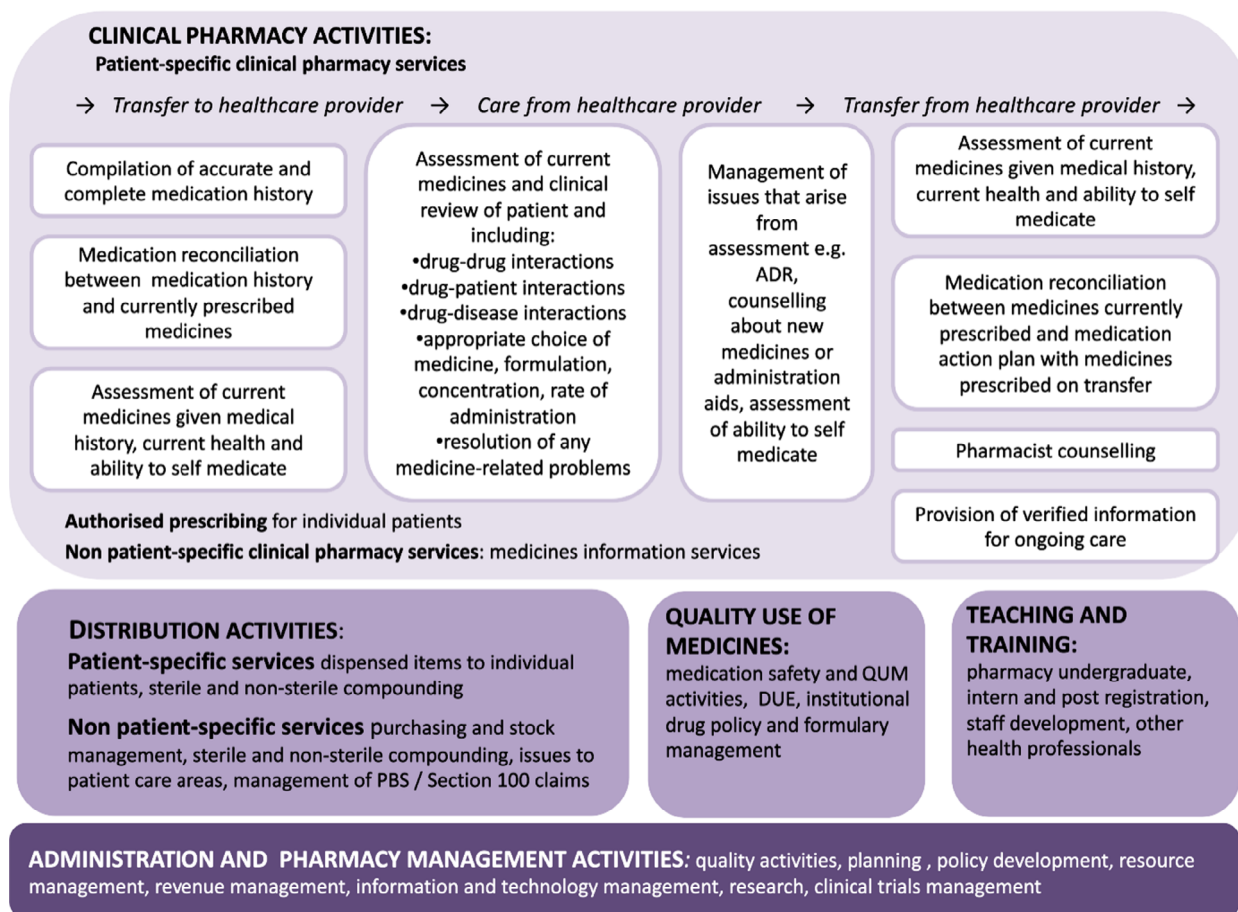 CLINICAL PHARMACY ACTIVITIES:
Patient-specific clinical pharmacy services
→ Transfer to healthcare provider → Care from healthcare provider → Transfer from healthcare provider →
Compilation of accurate and
complete medication history
Medication reconciliation
between medication history
and currently prescribed
medicines
Assessment of current
medicines given medical
history, current health and
ability to self medicate
Assessment of current
medicines and clinical
review of patient and
including:
•drug-drug interactions
•drug-patient interactions
•drug-disease interactions
•appropriate choice of
medicine, formulation,
concentration, rate of
administration
•resolution of any
medicine-related problems
Management of
issues that arise
from
assessment e.g.
ADR,
counselling
about new
medicines or
administration
aids, assessment
of ability to self
medicate
Assessment of current
medicines given medical history,
current health and ability to self
medicate
Medication reconciliation
between medicines currently
prescribed and medication
action plan with medicines
prescribed on transfer
Pharmacist counselling
Provision of verified information
for ongoing care
Authorised prescribing for individual patients
Non patient-specific clinical pharmacy services: medicines information services
DISTRIBUTION ACTIVITIES:
Patient-specific services dispensed items to individual
patients, sterile and non-sterile compounding
Non patient-specific services purchasing and stock
management, sterile and non-sterile compounding, issues to
patient care areas, management of PBS / Section 100 claims
QUALITY USE OF
MEDICINES:
medication safety and QUM
activities, DUE, institutional
drug policy and formulary
management
TEACHING AND
TRAINING:
pharmacy undergraduate,
intern and post registration,
staff development, other
health professionals
ADMINISTRATION AND PHARMACY MANAGEMENT ACTIVITIES: quality activities, planning , policy development, resource
management, revenue management, information and technology management, research, clinical trials management